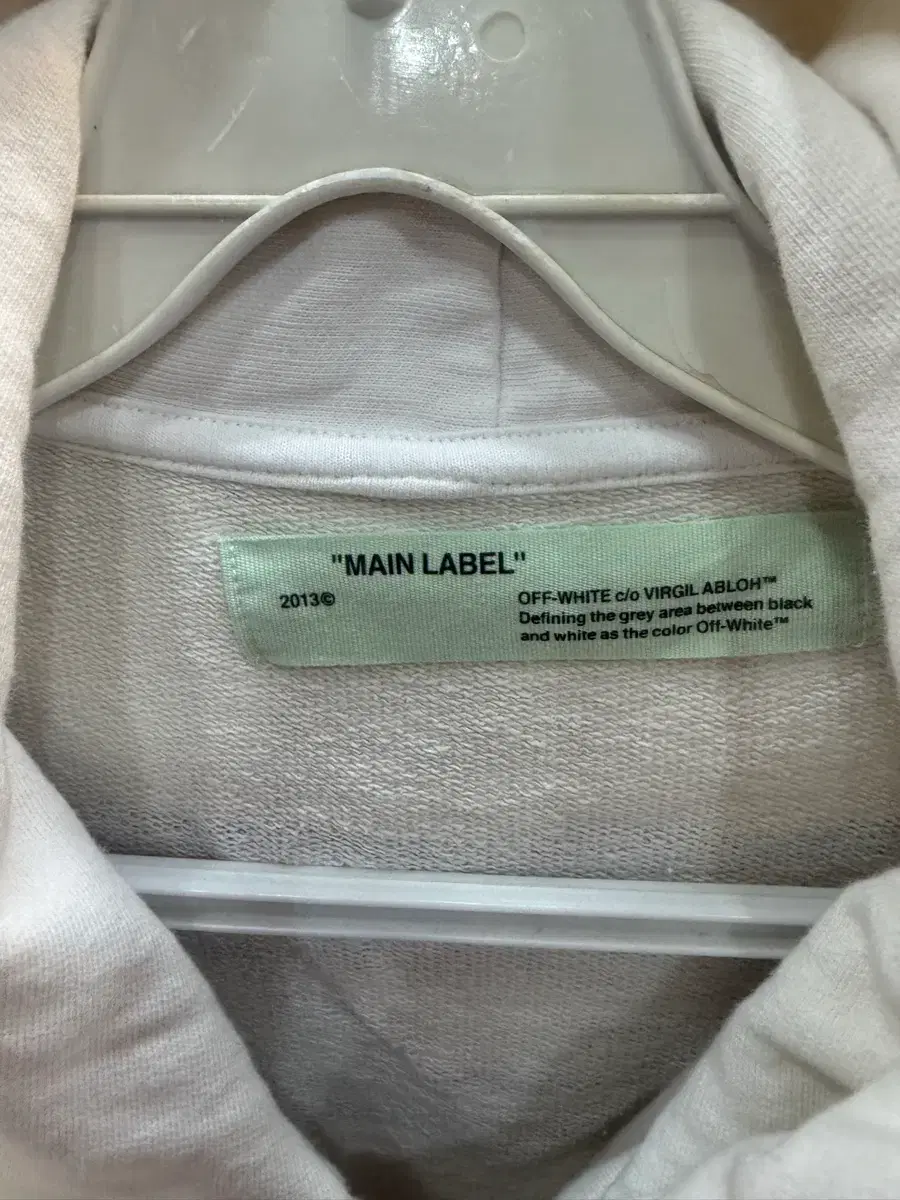 "MAIN LABEL"
2013©
OFF-WHITE c/o VIRGIL ABLOH™
Defining the grey area between black
and white as the color Off-White™